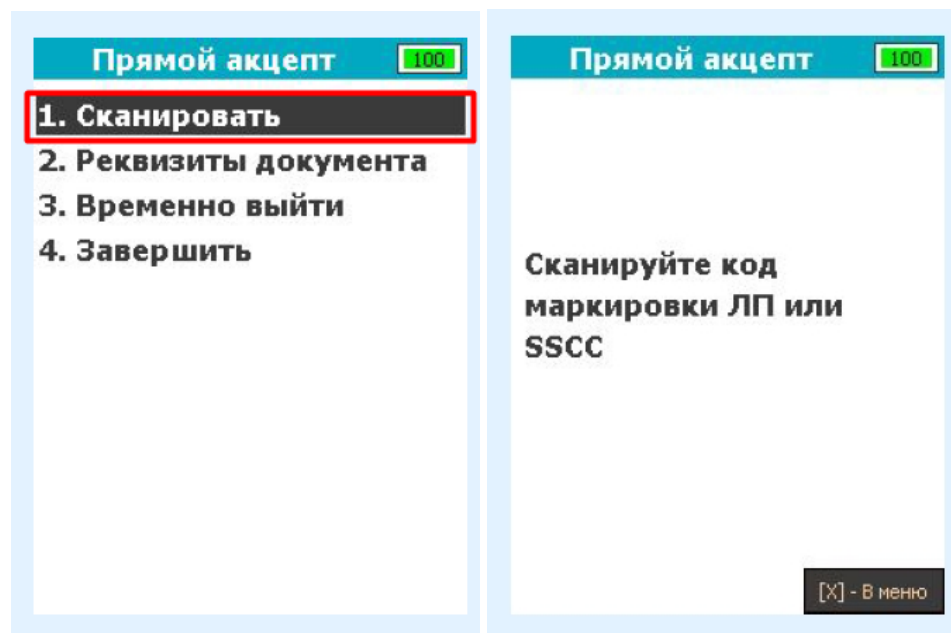 Прямой акцепт
100
1. Сканировать
2. Реквизиты документа
3. Временно выйти
4. Завершить
Прямой акцепт
100
Сканируйте код
маркировки ЛП или
SSCC
[X] - В меню